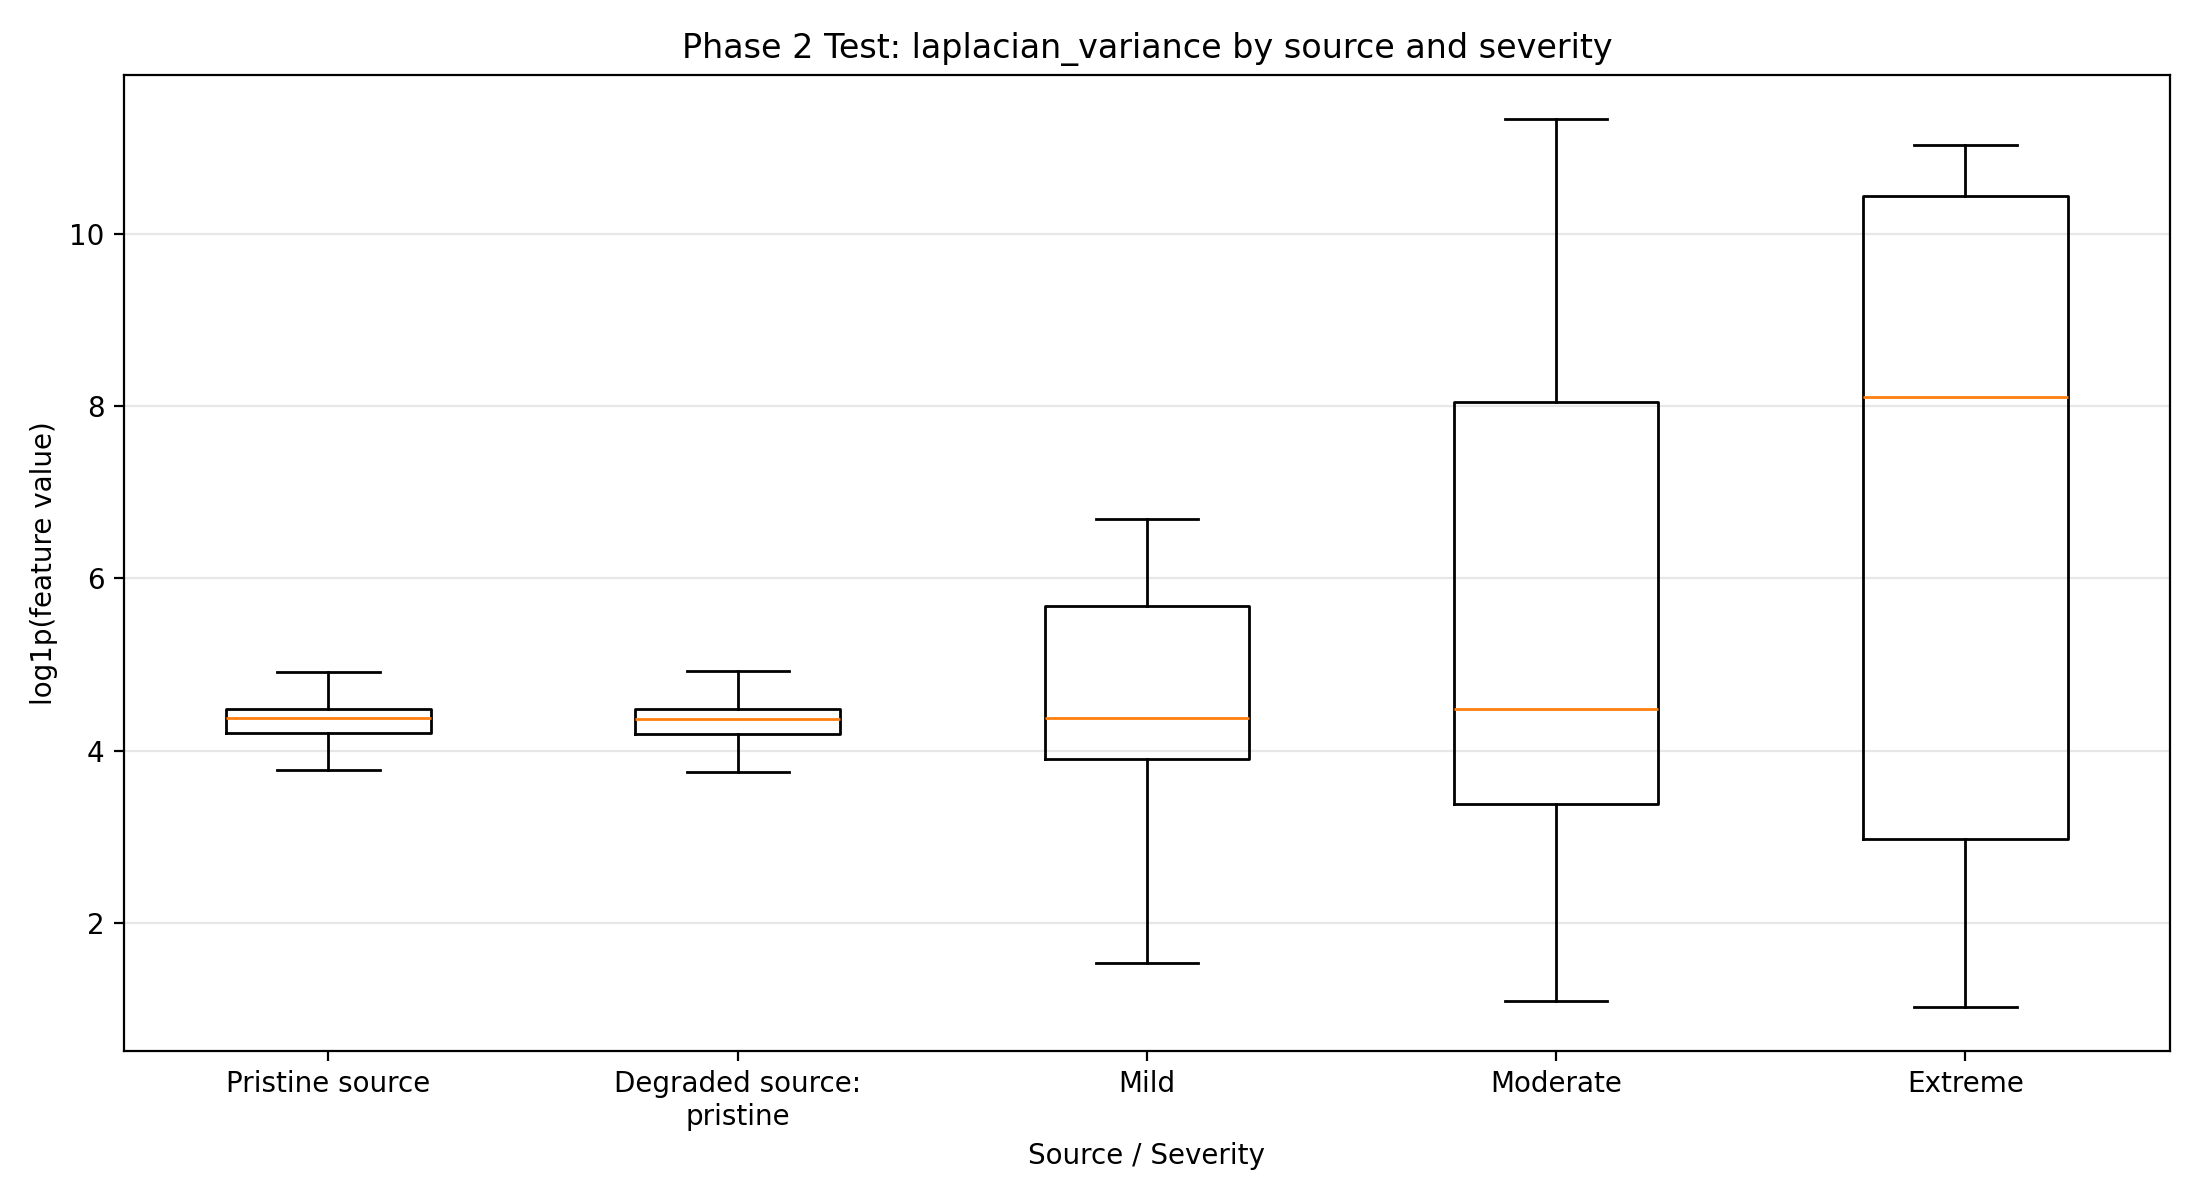 Phase 2 Test: laplacian_variance by source and severity
log1p(feature value)
10
8
6
4
2
Pristine source
Degraded source:
pristine
Mild
Moderate
Extreme
Source / Severity